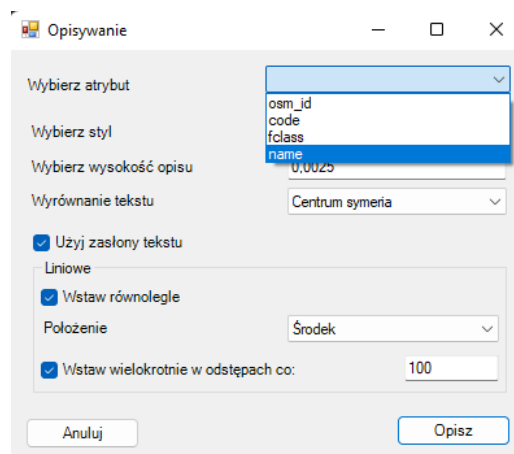 Opisywanie
Wybierz atrybut
osm_id
code
fclass
name
Wybierz styl
Wybierz wysokość opisu 0,0025
Wyrównanie tekstu Centrum symeria
Użyj zasłony tekstu
Liniowe
Wstaw równolegle
Położenie Środek
Wstaw wielokrotnie w odstępach co: 100
Anuluj Opisz